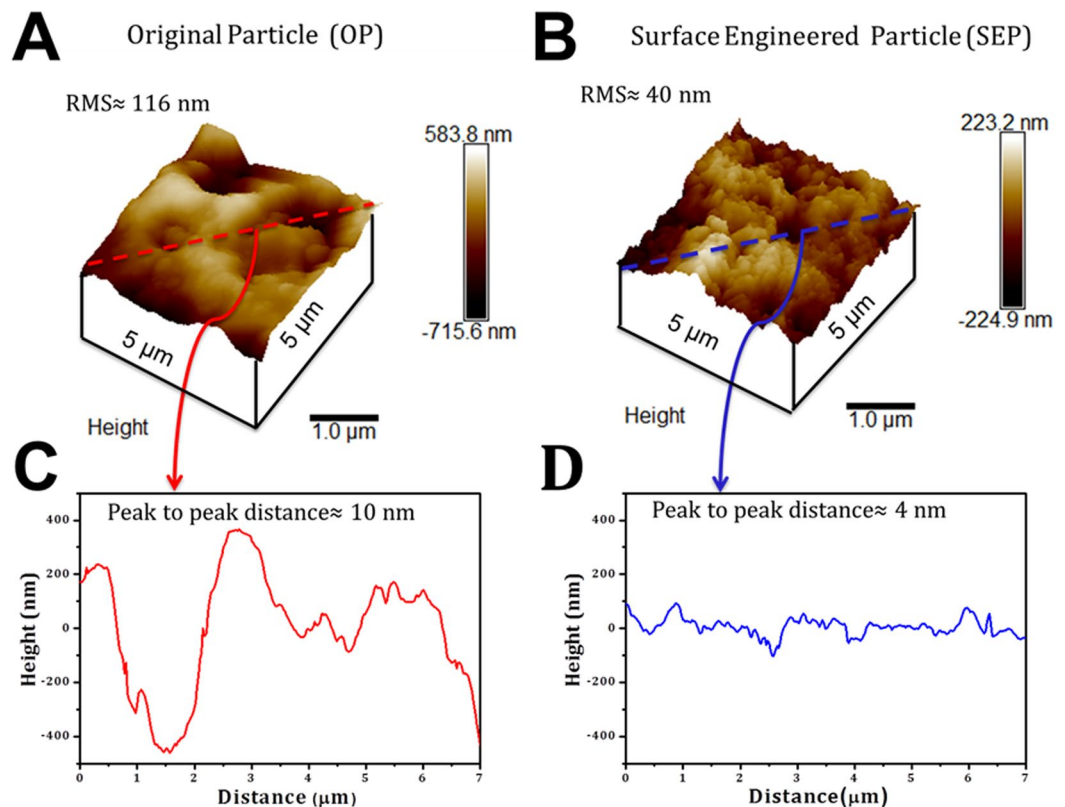 A
Original Particle (OP)
RMS≈ 116 nm
583.8 nm
-715.6 nm
5 µm
5 µm
Height
1.0 µm
B
Surface Engineered Particle (SEP)
RMS≈ 40 nm
223.2 nm
-224.9 nm
5 µm
5 µm
Height
1.0 µm
C
Peak to peak distance≈ 10 nm
Height (nm)
400
200
0
-200
-400
0 1 2 3 4 5 6 7
Distance (µm)
D
Peak to peak distance≈ 4 nm
Height (nm)
400
200
0
-200
-400
0 1 2 3 4 5 6 7
Distance(µm)